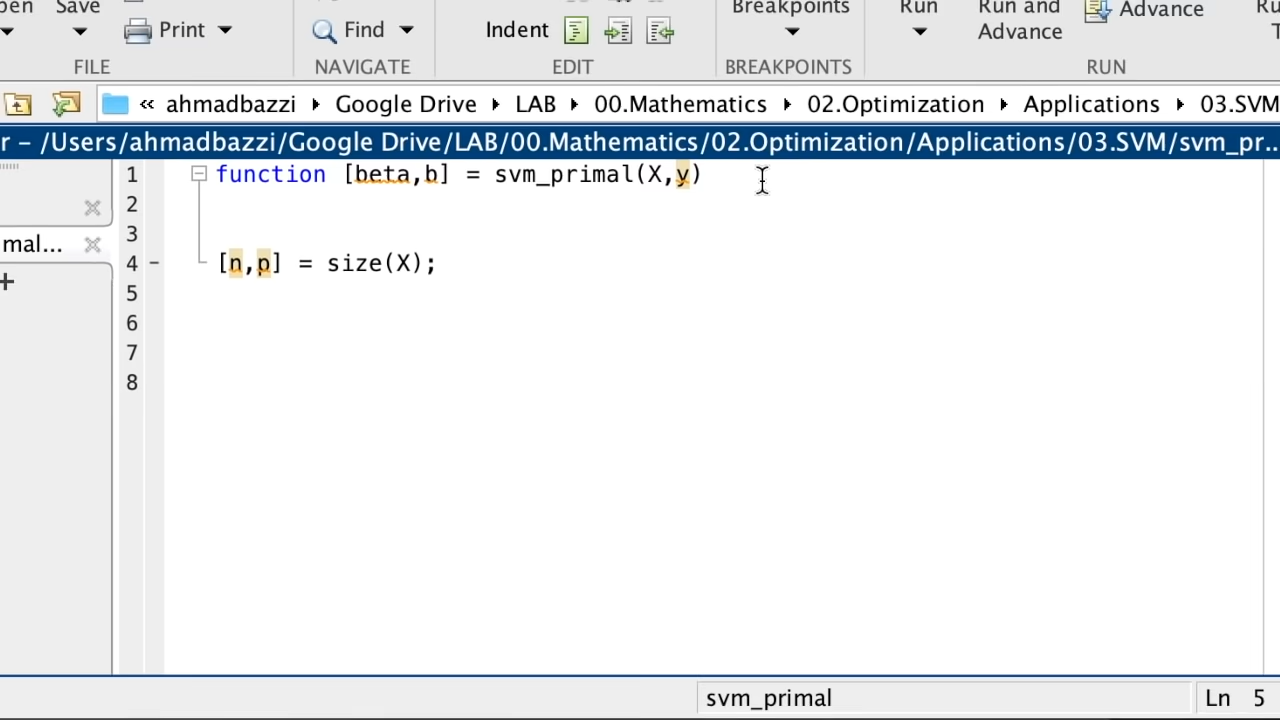 Save Breakpoints Run Run and Advance
Print Find Indent Advance
FILE NAVIGATE EDIT BREAKPOINTS RUN
« ahmadbazzi Google Drive LAB 00.Mathematics 02.Optimization Applications 03.SVM
r – /Users/ahmadbazzi/Google Drive/LAB/00.Mathematics/02.Optimization/Applications/03.SVM/svm_pr...
1 function [beta,b] = svm_primal(X,y)
2
mal... 3
4 – [n,p] = size(X);
+ 5
6
7
8
svm_primal Ln 5